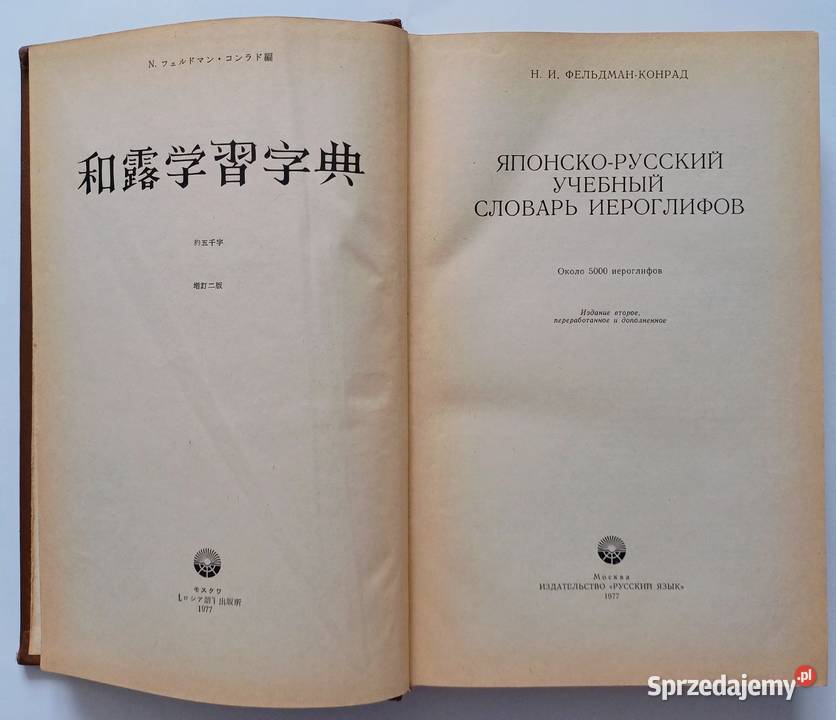 N. フェルドマン・コンラド編
和露学習字典
約五千字
増訂二版
モスクワ
「ロシア語」出版所
1977
Н. И. ФЕЛЬДМАН-КОНРАД
ЯПОНСКО-РУССКИЙ
УЧЕБНЫЙ
СЛОВАРЬ ИЕРОГЛИФОВ
Около 5000 иероглифов
Издание второе,
переработанное и дополненное
Москва
ИЗДАТЕЛЬСТВО «РУССКИЙ ЯЗЫК»
1977
Sprzedajemy.pl